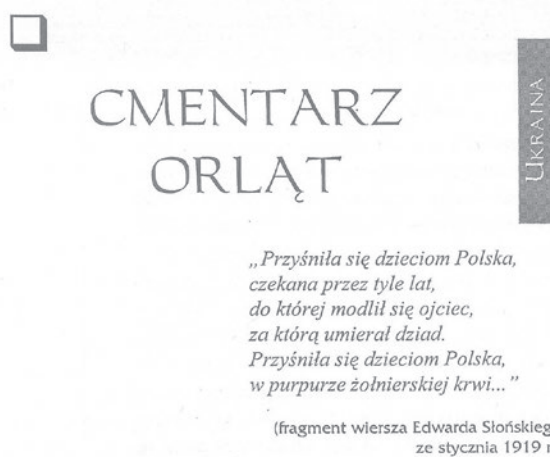 CMENTARZ
ORLĄT
UKRAINA
„Przyśniła się dzieciom Polska,
czekana przez tyle lat,
do której modlił się ojciec,
za którą umierał dziad.
Przyśniła się dzieciom Polska,
w purpurze żołnierskiej krwi...”
(fragment wiersza Edwarda Słońskieg
ze stycznia 1919 r